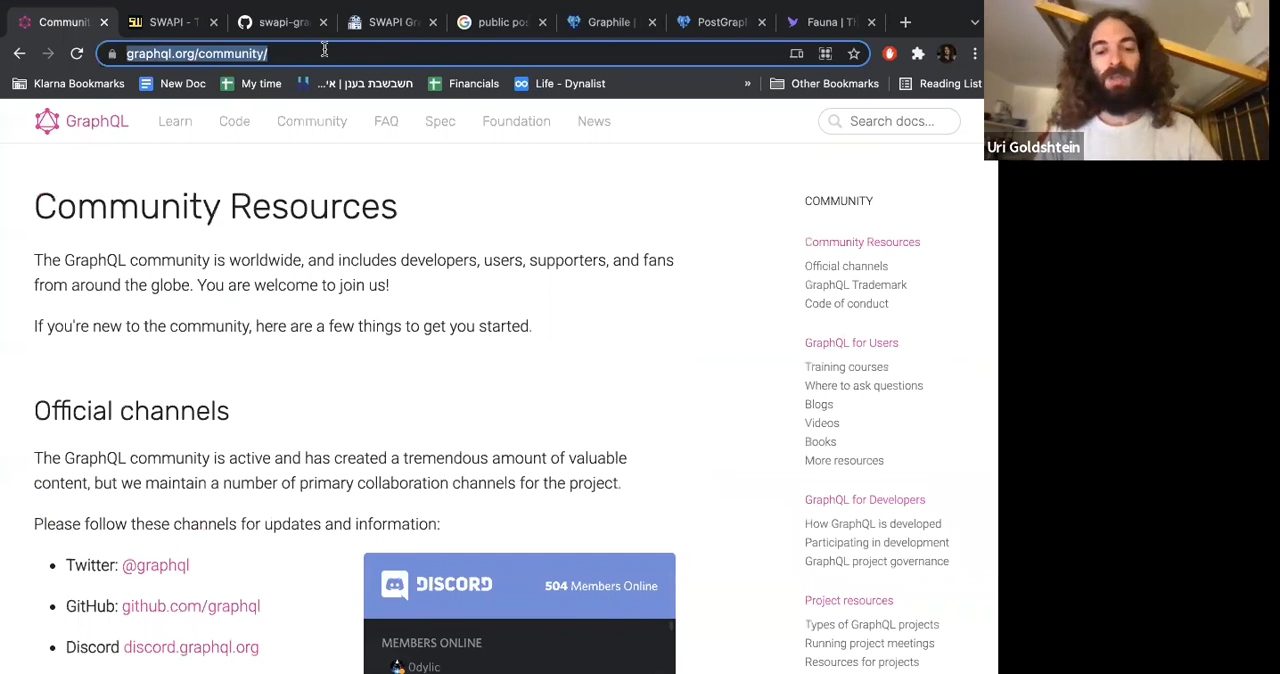 Communit
SWAPI - T
swapi-gra
SWAPI Gr
public pos
Graphile |
PostGraph
Fauna | Th
graphql.org/community/
Klarna Bookmarks
New Doc
My time
חשבשבת בענן | אי...
Financials
Life - Dynalist
»
Other Bookmarks
Reading List
Uri Goldshtein
GraphQL
Learn
Code
Community
FAQ
Spec
Foundation
News
Search docs...
Community Resources
The GraphQL community is worldwide, and includes developers, users, supporters, and fans
from around the globe. You are welcome to join us!
If you're new to the community, here are a few things to get you started.
Official channels
The GraphQL community is active and has created a tremendous amount of valuable
content, but we maintain a number of primary collaboration channels for the project.
Please follow these channels for updates and information:
• Twitter: @graphql
• GitHub: github.com/graphql
• Discord discord.graphql.org
DISCORD
504 Members Online
MEMBERS ONLINE
0dylic
COMMUNITY
Community Resources
Official channels
GraphQL Trademark
Code of conduct
GraphQL for Users
Training courses
Where to ask questions
Blogs
Videos
Books
More resources
GraphQL for Developers
How GraphQL is developed
Participating in development
GraphQL project governance
Project resources
Types of GraphQL projects
Running project meetings
Resources for projects